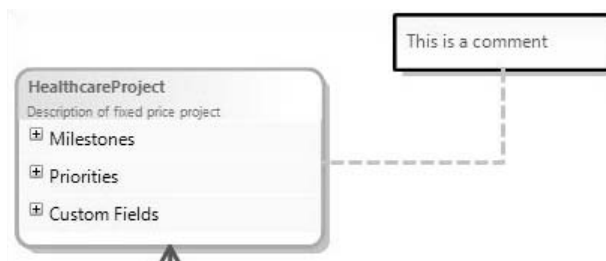 This is a comment
HealthcareProject
Description of fixed price project
Milestones
Priorities
Custom Fields